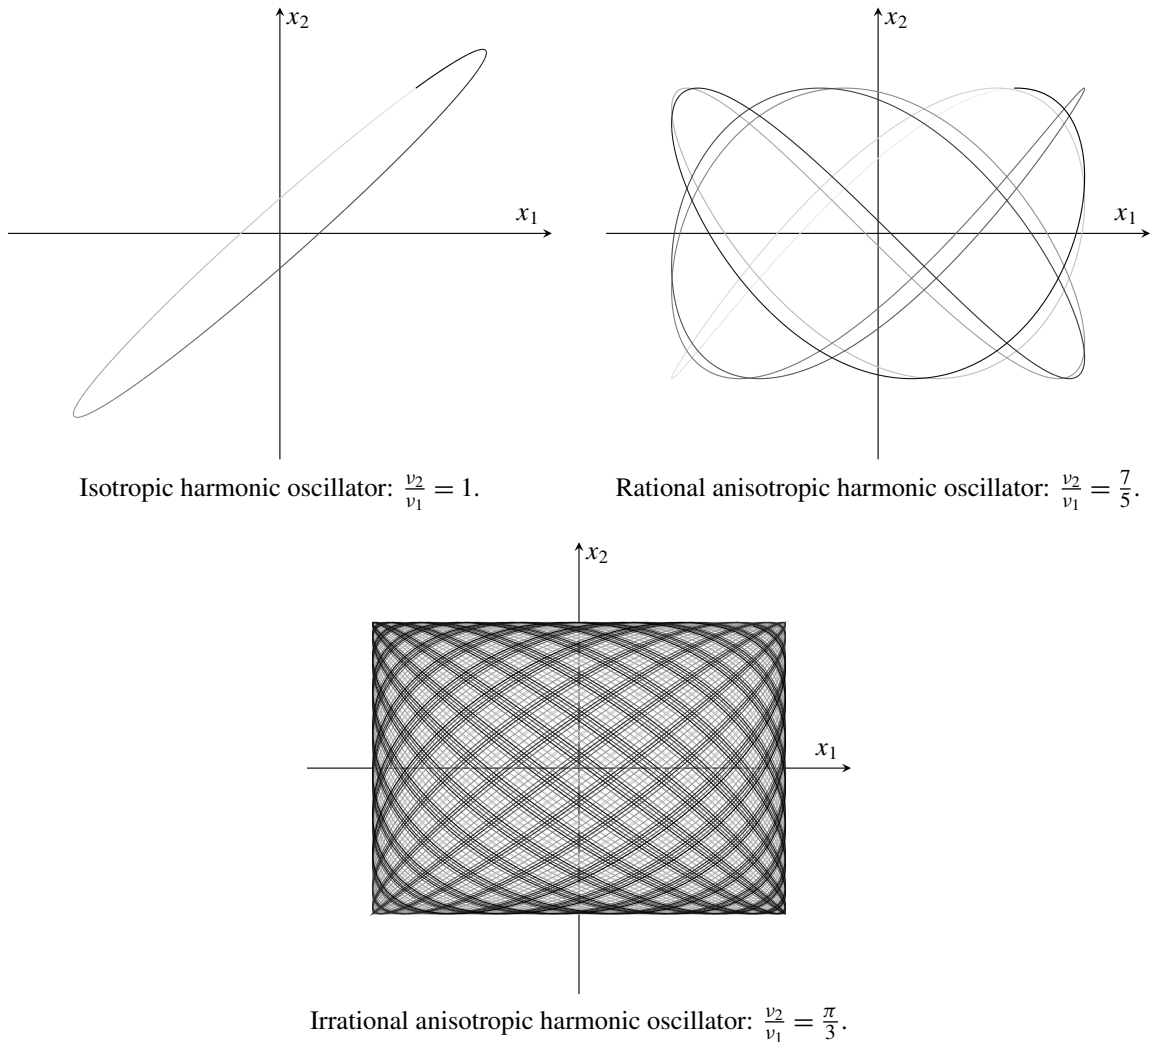 x₂
x₂
x₁
x₁
Isotropic harmonic oscillator: ν₂/ν₁ = 1.
Rational anisotropic harmonic oscillator: ν₂/ν₁ = 7/5.
x₂
x₁
Irrational anisotropic harmonic oscillator: ν₂/ν₁ = π/3.